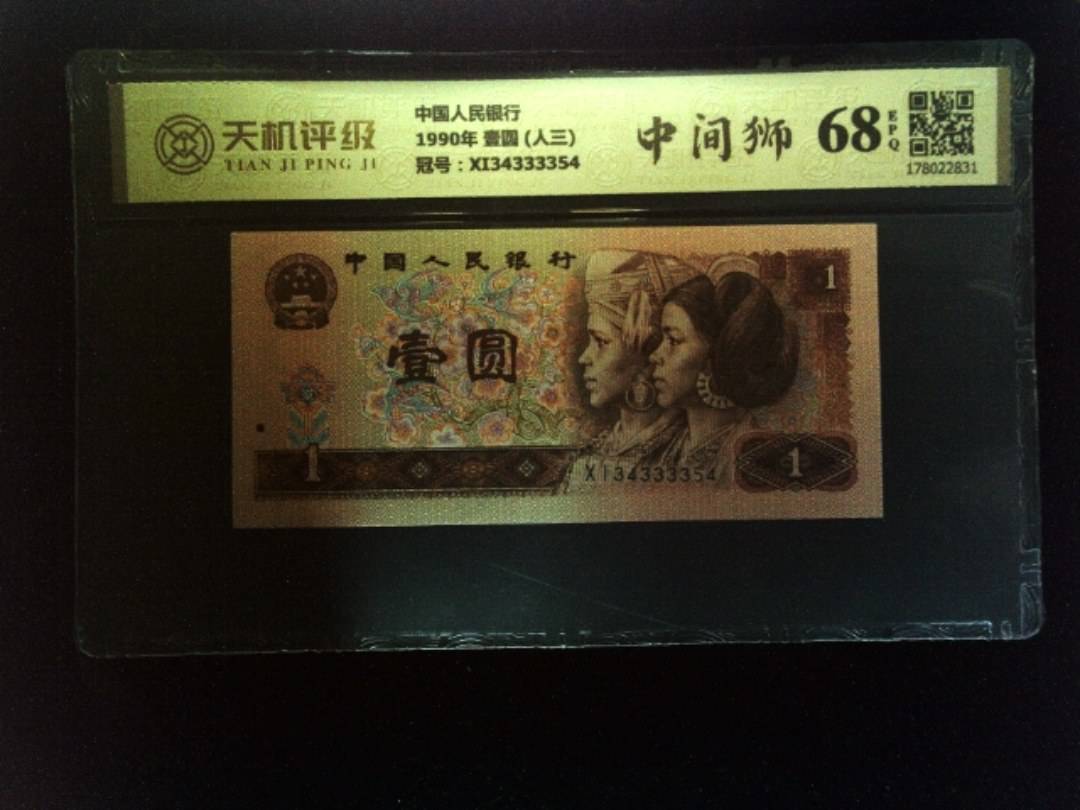 天机评级
TIAN JI PING JI
中国人民银行
1990年 壹圆 (人三)
冠号：XI34333354
中间狮
68
EPQ
178022831
中国人民银行
1
壹圆
1
XI34333354
1